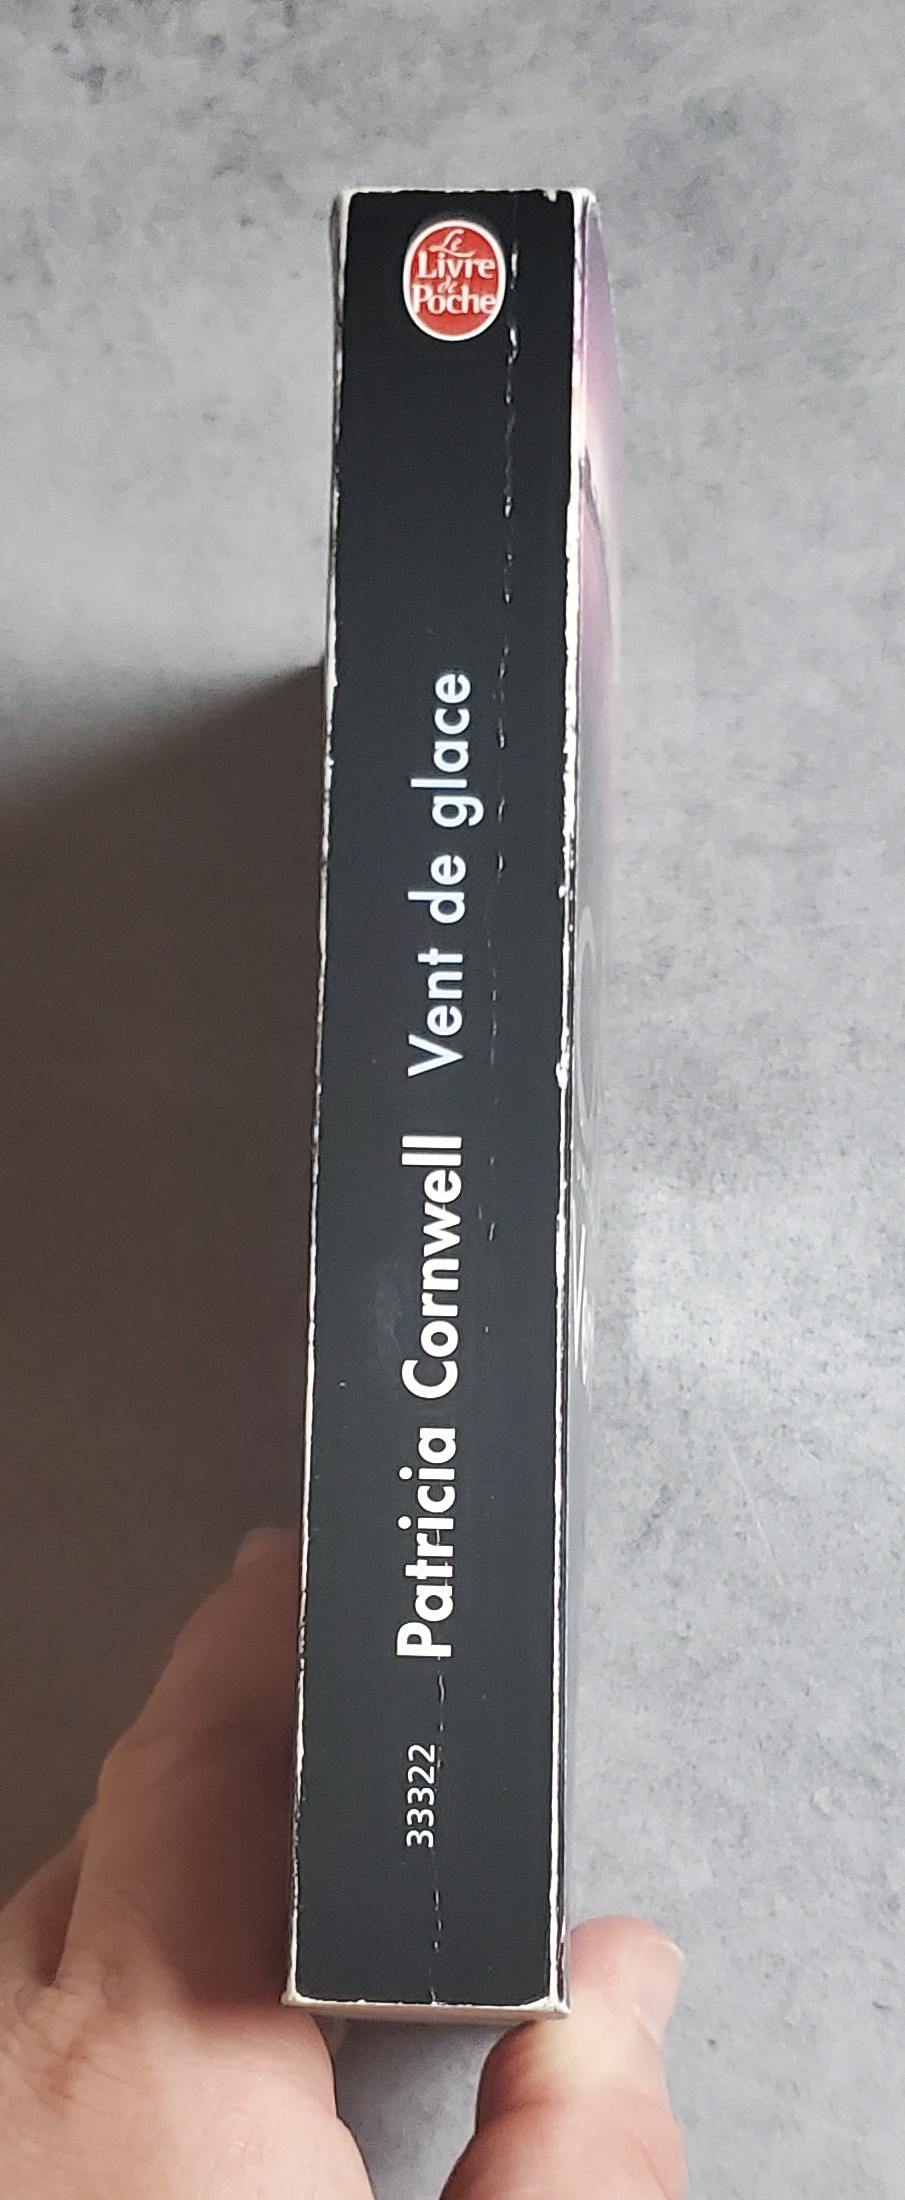 Le
Livre
de
Poche
33322 Patricia Cornwell Vent de glace